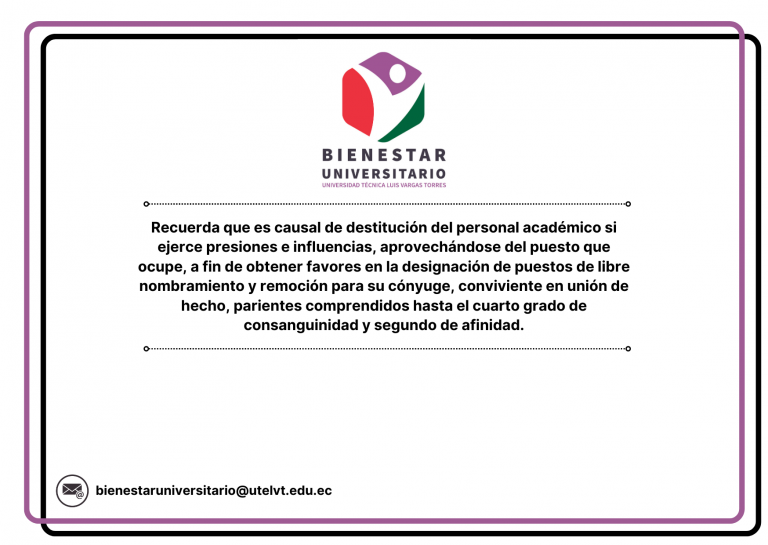 BIENESTAR
UNIVERSITARIO
UNIVERSIDAD TÉCNICA LUIS VARGAS TORRES
Recuerda que es causal de destitución del personal académico si
ejerce presiones e influencias, aprovechándose del puesto que
ocupe, a fin de obtener favores en la designación de puestos de libre
nombramiento y remoción para su cónyuge, conviviente en unión de
hecho, parientes comprendidos hasta el cuarto grado de
consanguinidad y segundo de afinidad.
bienestaruniversitario@utelvt.edu.ec